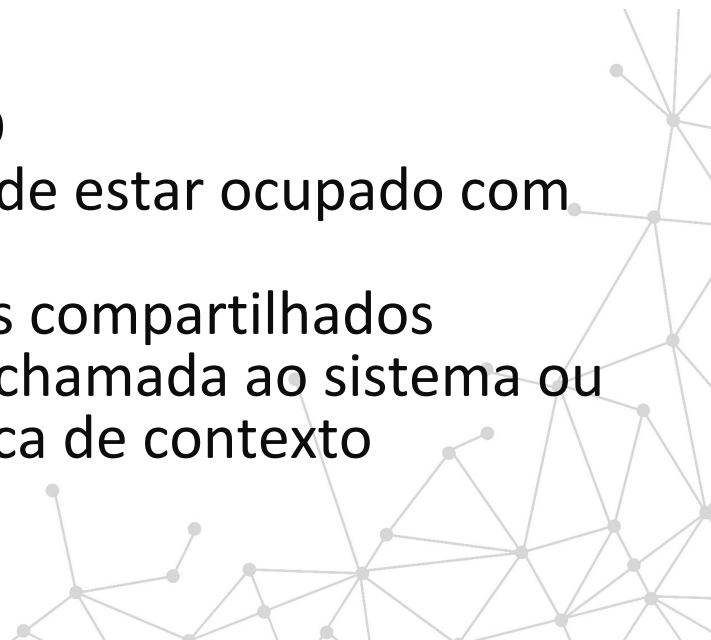 de estar ocupado com
s compartilhados
chamada ao sistema ou
ca de contexto